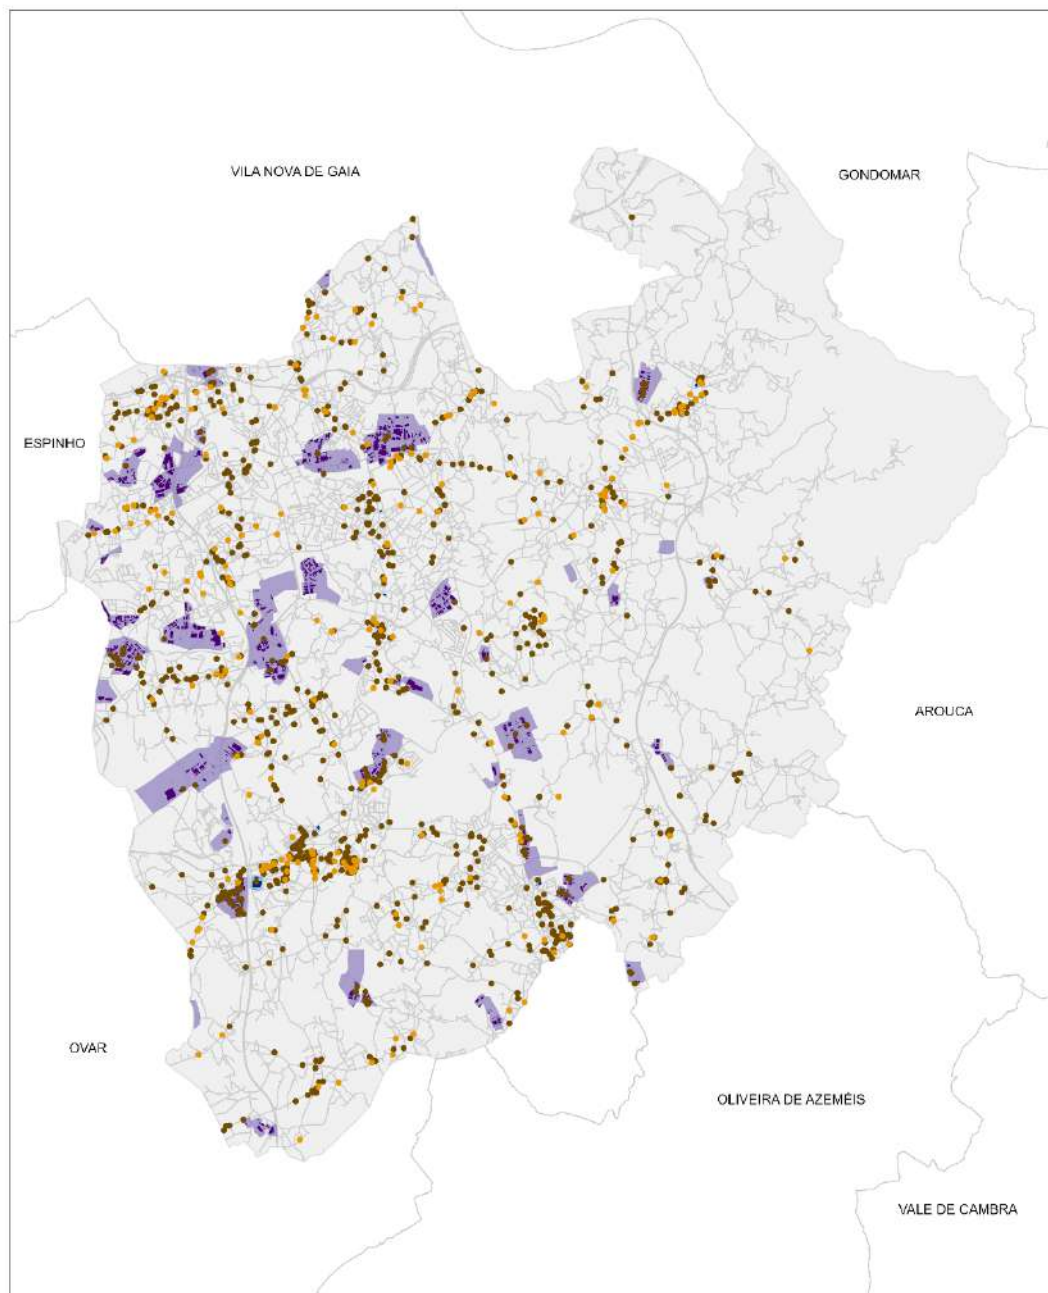 VILA NOVA DE GAIA
GONDOMAR
ESPINHO
AROUCA
OVAR
OLIVEIRA DE AZEMÉIS
VALE DE CAMBRA